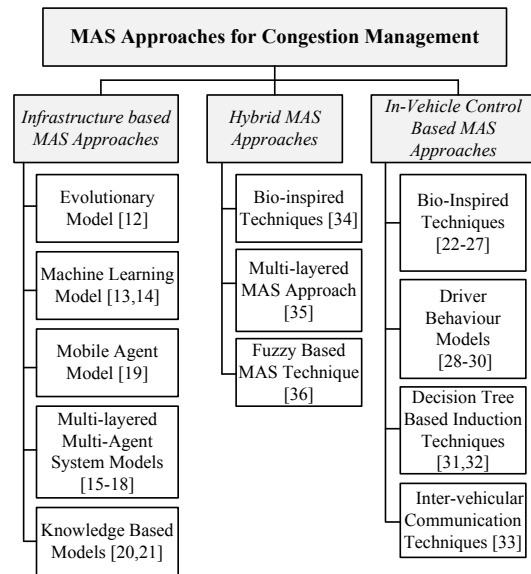 MAS Approaches for Congestion Management
Infrastructure based
MAS Approaches
Evolutionary
Model [12]
Machine Learning
Model [13,14]
Mobile Agent
Model [19]
Multi-layered
Multi-Agent
System Models
[15-18]
Knowledge Based
Models [20,21]
Hybrid MAS
Approaches
Bio-inspired
Techniques [34]
Multi-layered
MAS Approach
[35]
Fuzzy Based
MAS Technique
[36]
In-Vehicle Control
Based MAS
Approaches
Bio-Inspired
Techniques
[22-27]
Driver
Behaviour
Models
[28-30]
Decision Tree
Based Induction
Techniques
[31,32]
Inter-vehicular
Communication
Techniques [33]